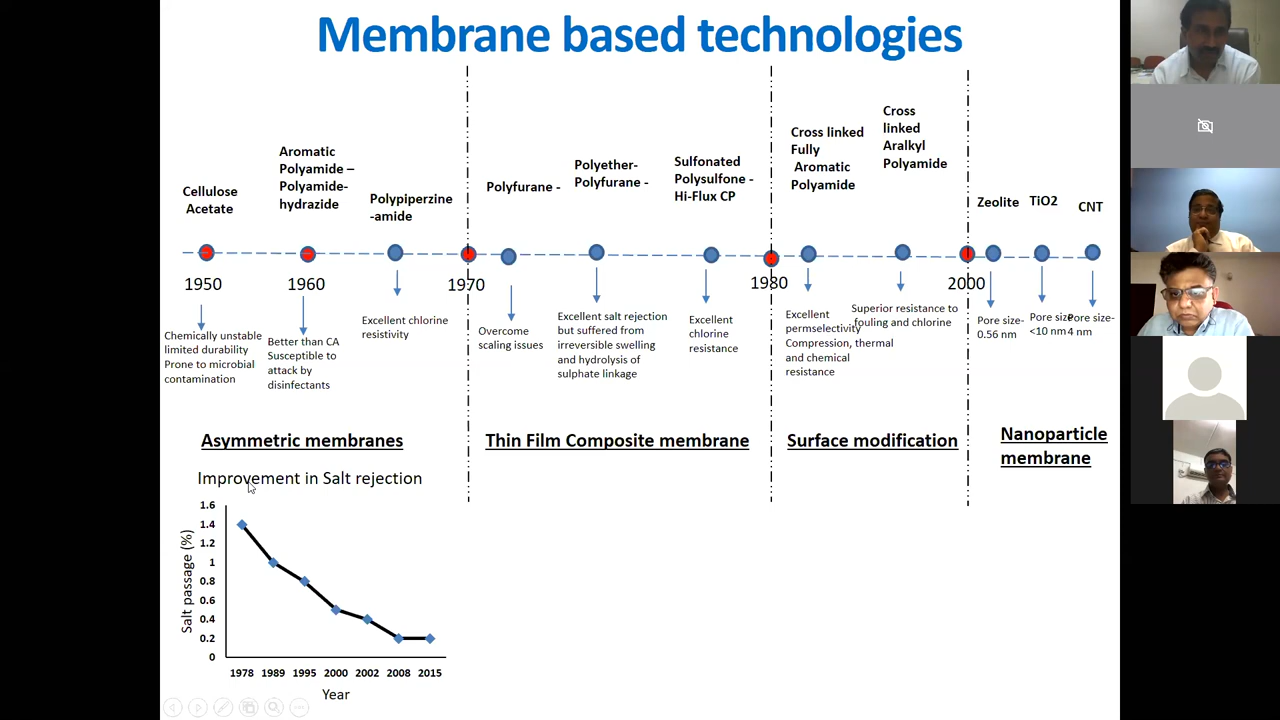 Membrane based technologies
Cellulose
Acetate
Aromatic
Polyamide –
Polyamide-
hydrazide
Polypiperzine
-amide
Polyfurane -
Polyether-
Polyfurane -
Sulfonated
Polysulfone -
Hi-Flux CP
Cross linked
Fully
Aromatic
Polyamide
Cross
linked
Aralkyl
Polyamide
Zeolite
TiO2
CNT
1950
1960
1970
1980
2000
Chemically unstable
limited durability
Prone to microbial
contamination
Better than CA
Susceptible to
attack by
disinfectants
Excellent chlorine
resistivity
Overcome
scaling issues
Excellent salt rejection
but suffered from
irreversible swelling
and hydrolysis of
sulphate linkage
Excellent
chlorine
resistance
Excellent
permselectivity
Compression, thermal
and chemical
resistance
Superior resistance to
fouling and chlorine
Pore size-
0.56 nm
Pore size
<10 nm
Pore size-
4 nm
Asymmetric membranes
Thin Film Composite membrane
Surface modification
Nanoparticle
membrane
Improvement in Salt rejection
Salt passage (%)
1.6
1.4
1.2
1
0.8
0.6
0.4
0.2
0
1978 1989 1995 2000 2002 2008 2015
Year